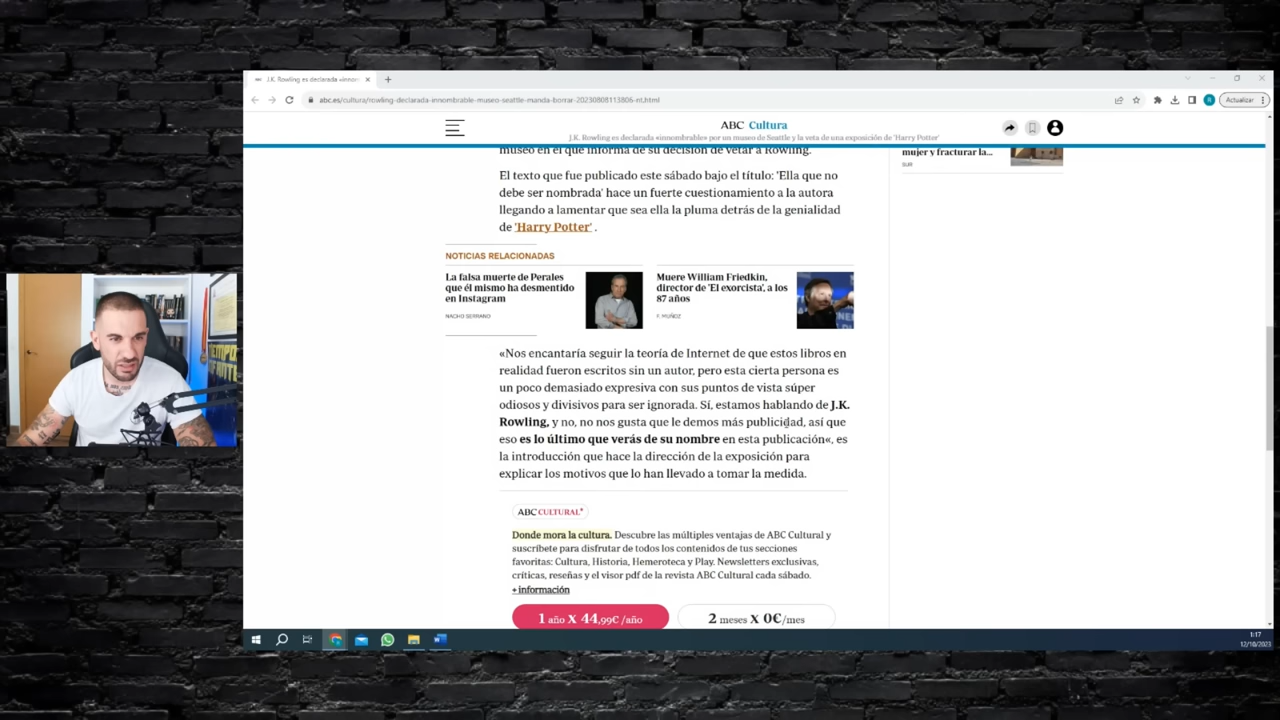 J.K. Rowling es declarada «innom
abc.es/cultura/rowling-declarada-innombrable-museo-seattle-manda-borrar-20230808113806-nt.html
Actualizar
ABC Cultura
J.K. Rowling es declarada «innombrable» por un museo de Seattle y la veta de una exposición de 'Harry Potter'
museo en el que informa de su decisión de vetar a Rowling.
mujer y fracturar la...
SUR
El texto que fue publicado este sábado bajo el título: 'Ella que no
debe ser nombrada' hace un fuerte cuestionamiento a la autora
llegando a lamentar que sea ella la pluma detrás de la genialidad
de 'Harry Potter' .
NOTICIAS RELACIONADAS
La falsa muerte de Perales
que él mismo ha desmentido
en Instagram
NACHO SERRANO
Muere William Friedkin,
director de 'El exorcista', a los
87 años
F. MUÑOZ
«Nos encantaría seguir la teoría de Internet de que estos libros en
realidad fueron escritos sin un autor, pero esta cierta persona es
un poco demasiado expresiva con sus puntos de vista súper
odiosos y divisivos para ser ignorada. Sí, estamos hablando de J.K.
Rowling, y no, no nos gusta que le demos más publicidad, así que
eso es lo último que verás de su nombre en esta publicación«, es
la introducción que hace la dirección de la exposición para
explicar los motivos que lo han llevado a tomar la medida.
ABC CULTURAL*
Donde mora la cultura. Descubre las múltiples ventajas de ABC Cultural y
suscríbete para disfrutar de todos los contenidos de tus secciones
favoritas: Cultura, Historia, Hemeroteca y Play. Newsletters exclusivas,
críticas, reseñas y el visor pdf de la revista ABC Cultural cada sábado.
+ información
1 año X 44,99€ /año
2 meses X 0€/mes
1:17
12/10/2023